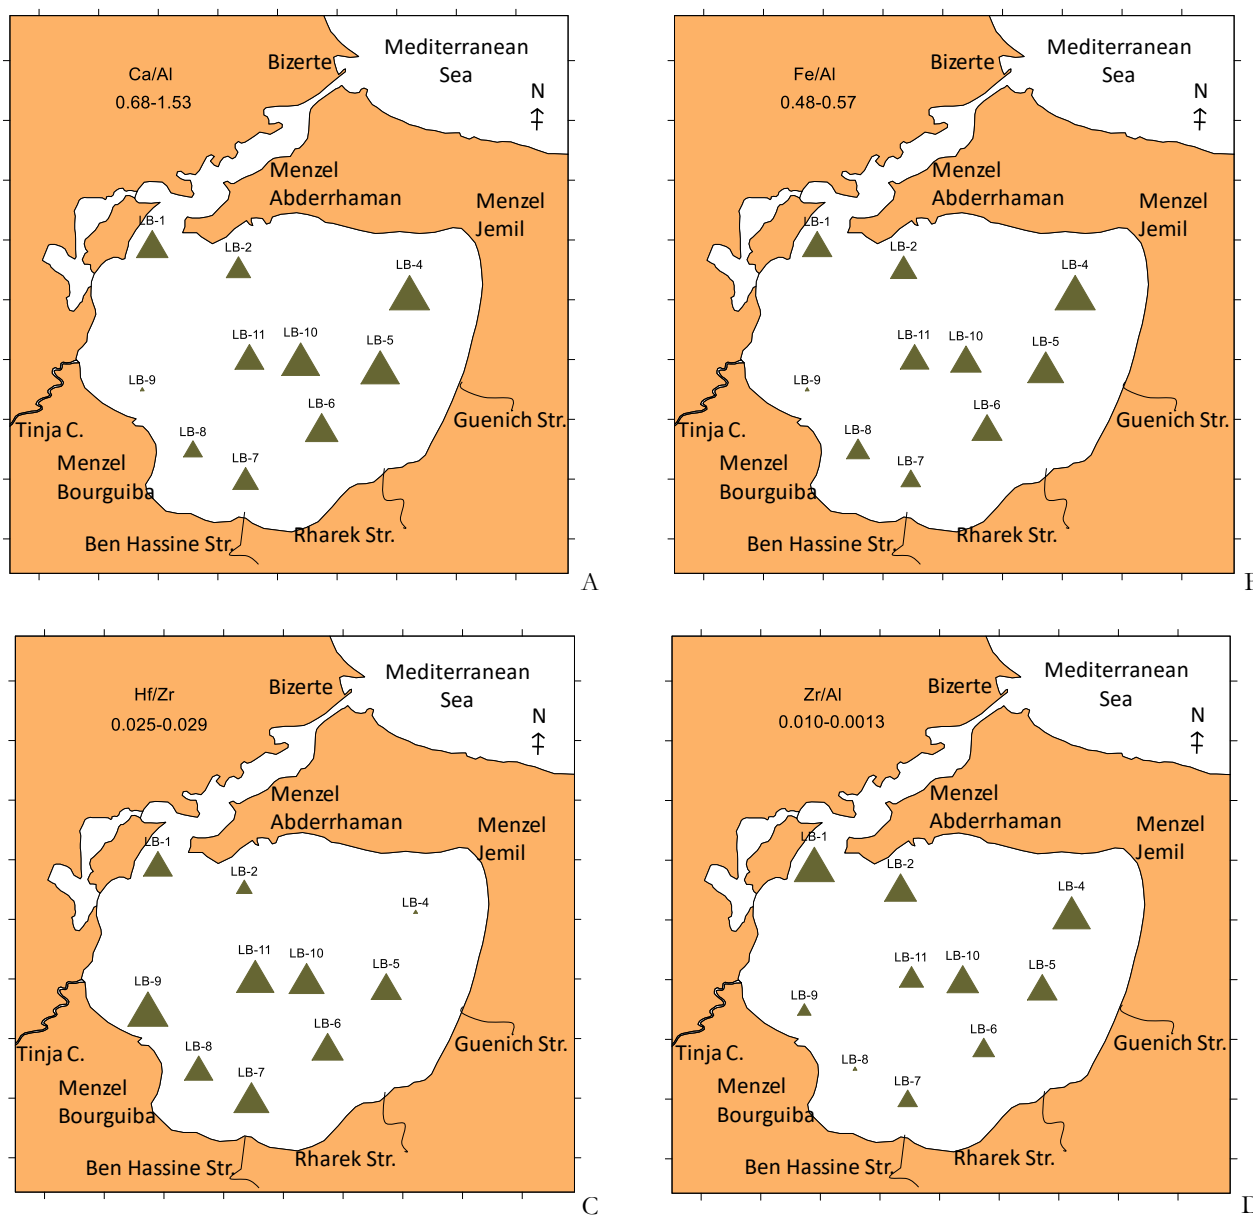 Mediterranean
Sea
Bizerte
Ca/Al
0.68-1.53
N
Menzel
Abderrhaman
Menzel
Jemil
LB-1
LB-2
LB-4
LB-11
LB-10
LB-5
LB-9
LB-6
LB-8
LB-7
Guenich Str.
Tinja C.
Menzel
Bourguiba
Rharek Str.
Ben Hassine Str.
A
Mediterranean
Sea
Bizerte
Fe/Al
0.48-0.57
N
Menzel
Abderrhaman
Menzel
Jemil
LB-1
LB-2
LB-4
LB-11
LB-10
LB-5
LB-9
LB-6
LB-8
LB-7
Guenich Str.
Tinja C.
Menzel
Bourguiba
Rharek Str.
Ben Hassine Str.
Mediterranean
Sea
Bizerte
Hf/Zr
0.025-0.029
N
Menzel
Abderrhaman
Menzel
Jemil
LB-1
LB-2
LB-4
LB-11
LB-10
LB-5
LB-9
LB-6
LB-8
LB-7
Guenich Str.
Tinja C.
Menzel
Bourguiba
Rharek Str.
Ben Hassine Str.
C
Mediterranean
Sea
Bizerte
Zr/Al
0.010-0.0013
N
Menzel
Abderrhaman
Menzel
Jemil
LB-1
LB-2
LB-4
LB-11
LB-10
LB-5
LB-9
LB-6
LB-8
LB-7
Guenich Str.
Tinja C.
Menzel
Bourguiba
Rharek Str.
Ben Hassine Str.